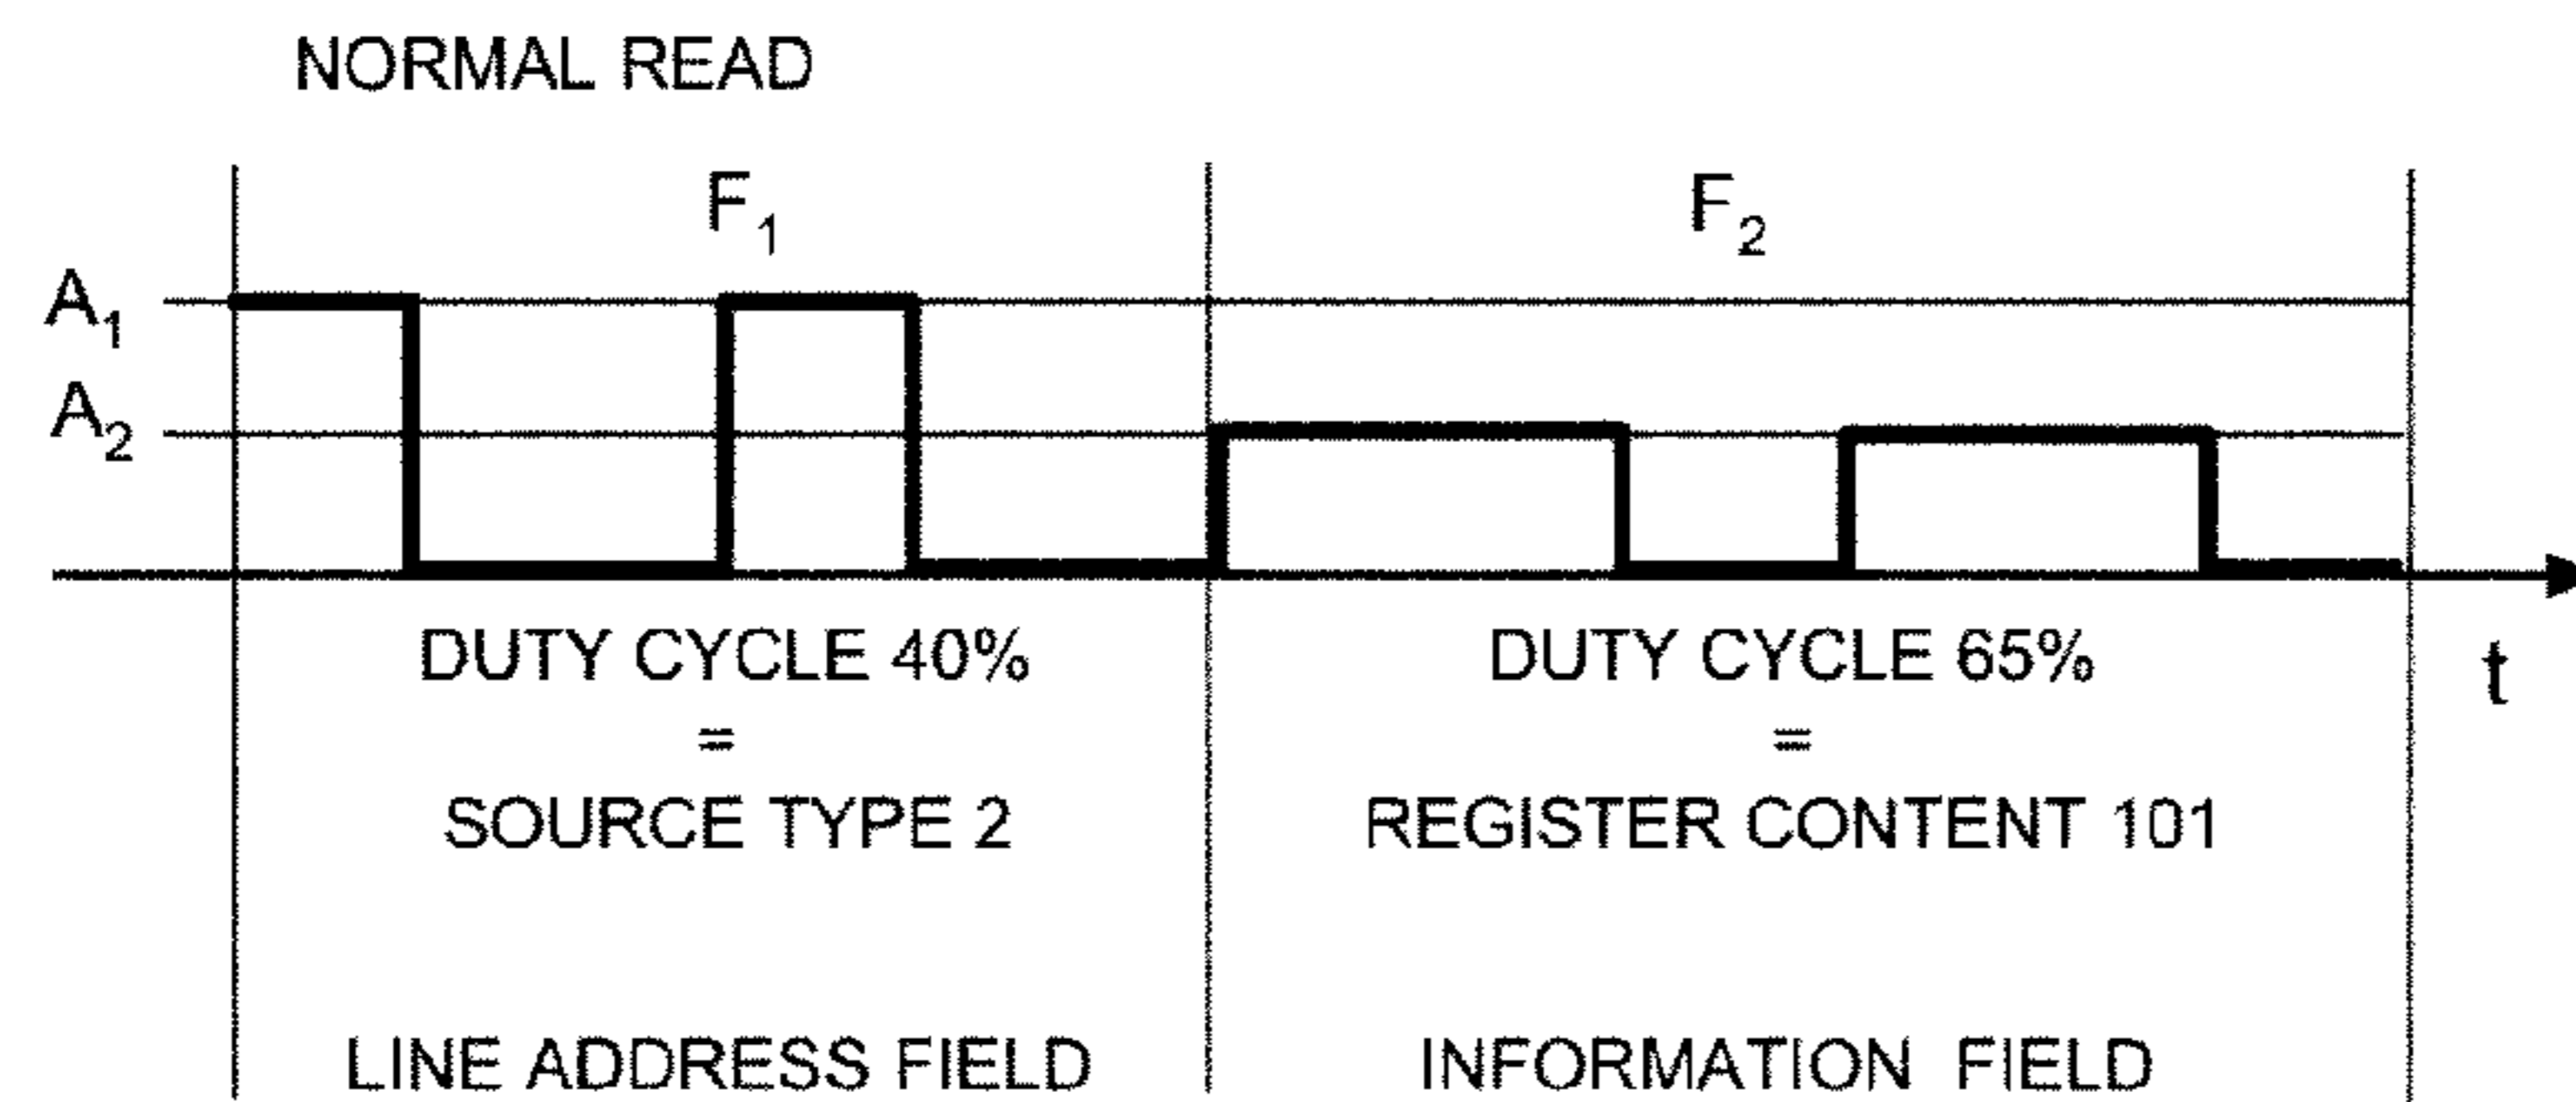 NORMAL READ
F1 F2
A1
A2
DUTY CYCLE 40% DUTY CYCLE 65%
= =
t
SOURCE TYPE 2 REGISTER CONTENT 101
LINE ADDRESS FIELD INFORMATION FIELD